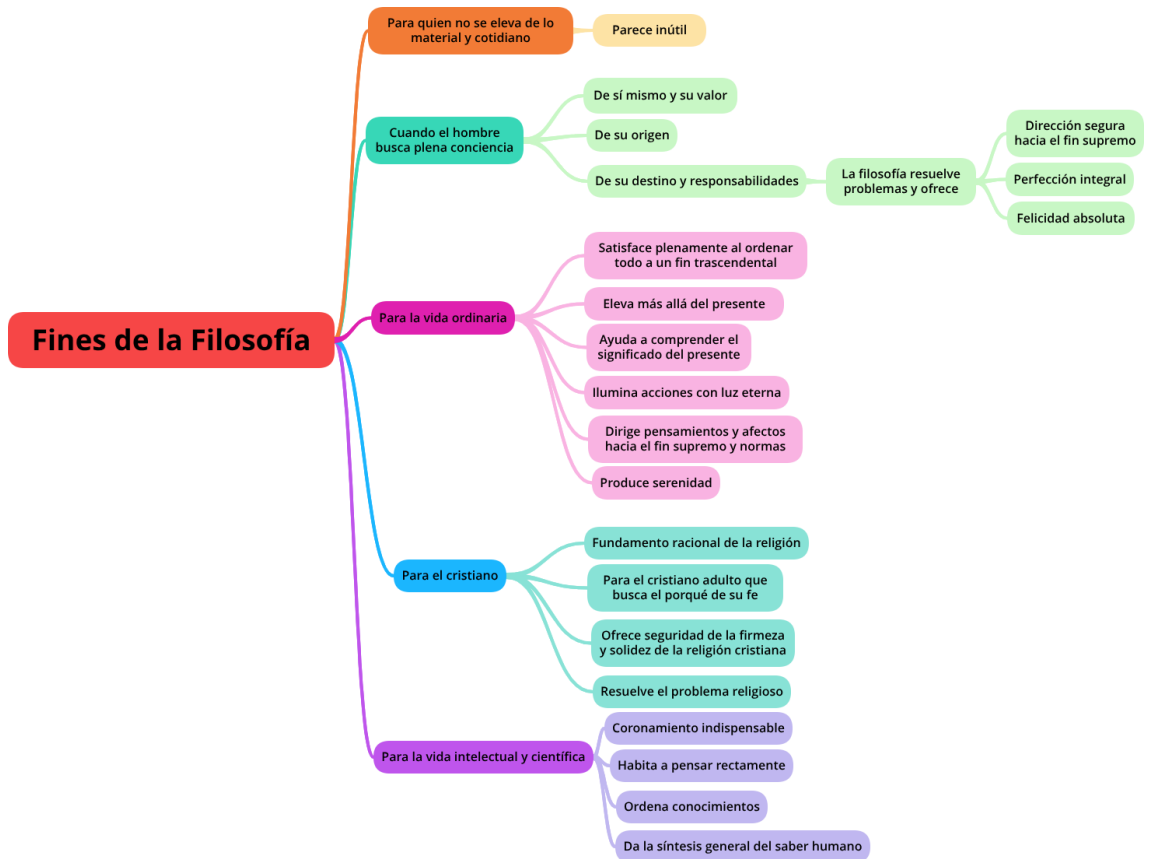 Fines de la Filosofía
Para quien no se eleva de lo
material y cotidiano
Parece inútil
Cuando el hombre
busca plena conciencia
De sí mismo y su valor
De su origen
De su destino y responsabilidades
La filosofía resuelve
problemas y ofrece
Dirección segura
hacia el fin supremo
Perfección integral
Felicidad absoluta
Para la vida ordinaria
Satisface plenamente al ordenar
todo a un fin trascendental
Eleva más allá del presente
Ayuda a comprender el
significado del presente
Ilumina acciones con luz eterna
Dirige pensamientos y afectos
hacia el fin supremo y normas
Produce serenidad
Para el cristiano
Fundamento racional de la religión
Para el cristiano adulto que
busca el porqué de su fe
Ofrece seguridad de la firmeza
y solidez de la religión cristiana
Resuelve el problema religioso
Para la vida intelectual y científica
Coronamiento indispensable
Habita a pensar rectamente
Ordena conocimientos
Da la síntesis general del saber humano